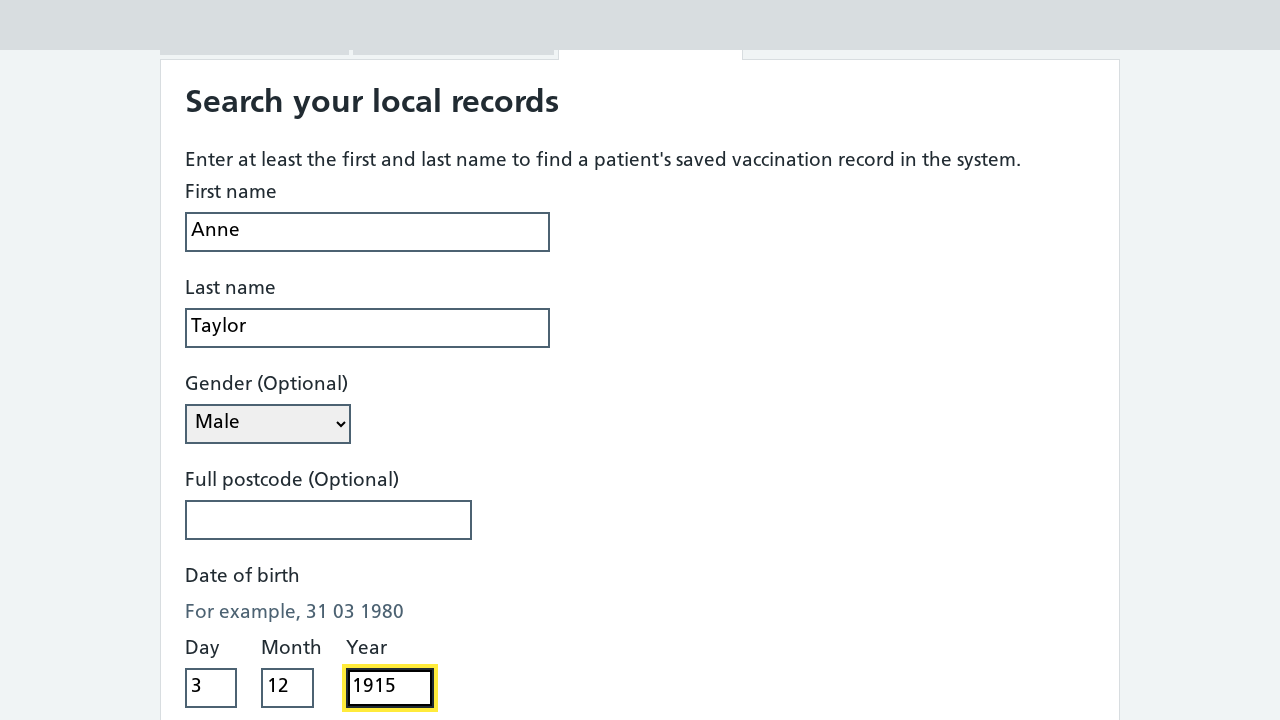 Search your local records
Enter at least the first and last name to find a patient's saved vaccination record in the system.
First name
Anne
Last name
Taylor
Gender (Optional)
Male
Full postcode (Optional)
Date of birth
For example, 31 03 1980
Day Month Year
3 12 1915